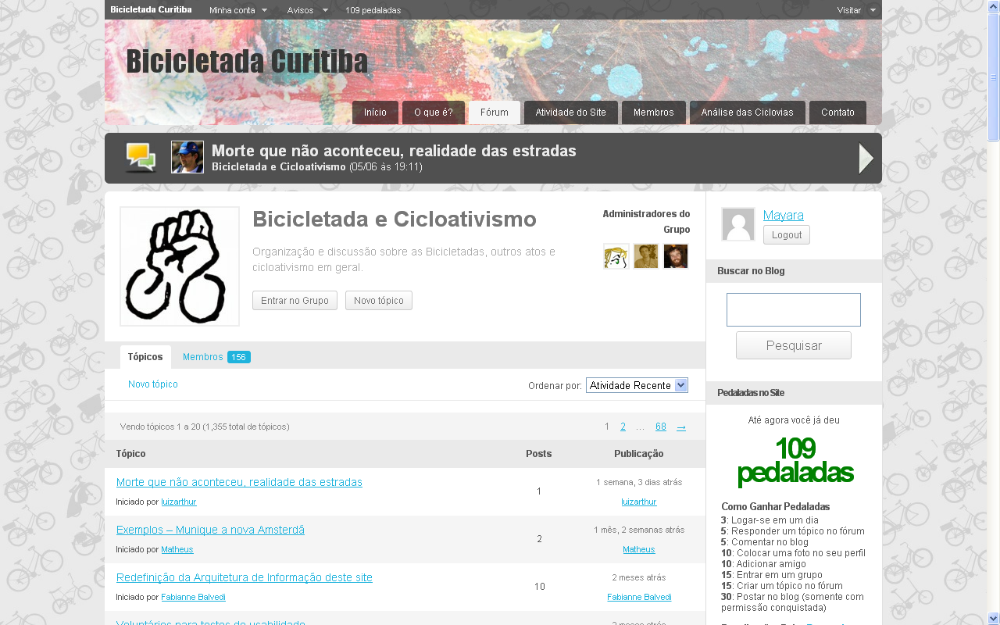 Bicicletada Curitiba Minha conta Avisos 109 pedaladas Visitar
Bicicletada Curitiba
Início O que é? Fórum Atividade do Site Membros Análise das Ciclovias Contato
Morte que não aconteceu, realidade das estradas
Bicicletada e Cicloativismo (05/06 às 19:11)
Bicicletada e Cicloativismo
Organização e discussão sobre as Bicicletadas, outros atos e
cicloativismo em geral.
Entrar no Grupo Novo tópico
Administradores do
Grupo
Mayara
Logout
Buscar no Blog
Pesquisar
Tópicos Membros 156
Novo tópico Ordenar por: Atividade Recente
Vendo tópicos 1 a 20 (1,355 total de tópicos) 1 2 ... 68 →
Tópico Posts Publicação
Morte que não aconteceu, realidade das estradas
Iniciado por luizarthur
1
1 semana, 3 dias atrás
luizarthur
Exemplos – Munique a nova Amsterdã
Iniciado por Matheus
2
1 mês, 2 semanas atrás
Matheus
Redefinição da Arquitetura de Informação deste site
Iniciado por Fabianne Balvedi
10
2 meses atrás
Fabianne Balvedi
Voluntários para testes de usabilidade
2 meses atrás
Pedaladas no Site
Até agora você já deu
109
pedaladas
Como Ganhar Pedaladas
3: Logar-se em um dia
5: Responder um tópico no fórum
5: Comentar no blog
10: Colocar uma foto no seu perfil
10: Adicionar amigo
15: Entrar em um grupo
15: Criar um tópico no fórum
30: Postar no blog (somente com
permissão conquistada)